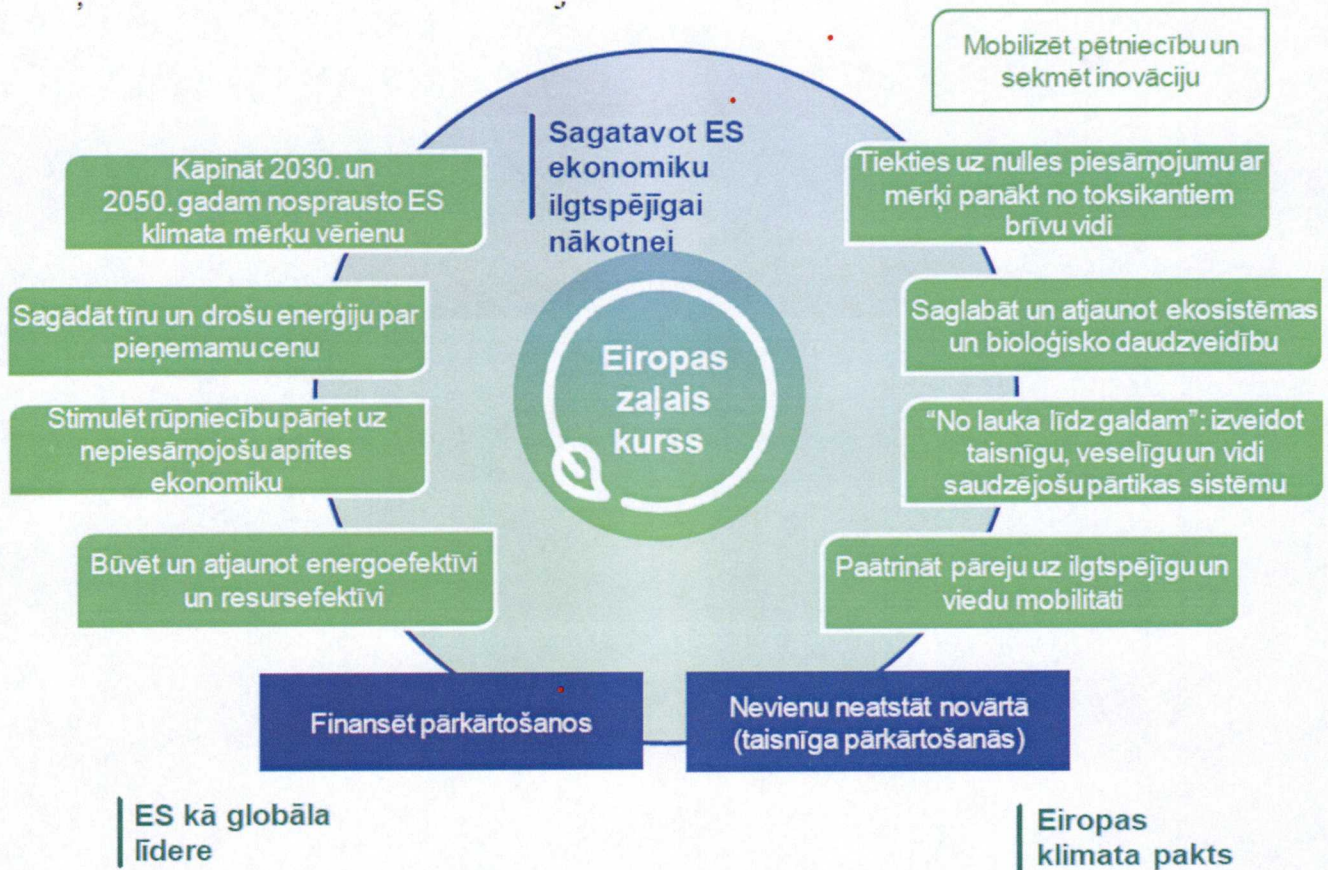 Mobilizēt pētniecību un
sekmēt inovāciju
Sagatavot ES
ekonomiku
ilgtspējīgai
nākotnei
Kāpināt 2030. un
2050. gadam nosprausto ES
klimata mērķu vērienu
Tiekties uz nulles piesārņojumu ar
mērķi panākt no toksikantiem
brīvu vidi
Sagādāt tīru un drošu enerģiju par
pieņemamu cenu
Saglabāt un atjaunot ekosistēmas
un bioloģisko daudzveidību
Eiropas
zaļais
kurss
Stimulēt rūpniecību pāriet uz
nepiesārņojošu aprites
ekonomiku
“No lauka līdz galdam”: izveidot
taisnīgu, veselīgu un vidi
saudzējošu pārtikas sistēmu
Būvēt un atjaunot energoefektīvi
un resursefektīvi
Paātrināt pāreju uz ilgtspējīgu un
viedu mobilitāti
Finansēt pārkārtošanos
Nevienu neatstāt novārtā
(taisnīga pārkārtošanās)
ES kā globāla
līdere
Eiropas
klimata pakts